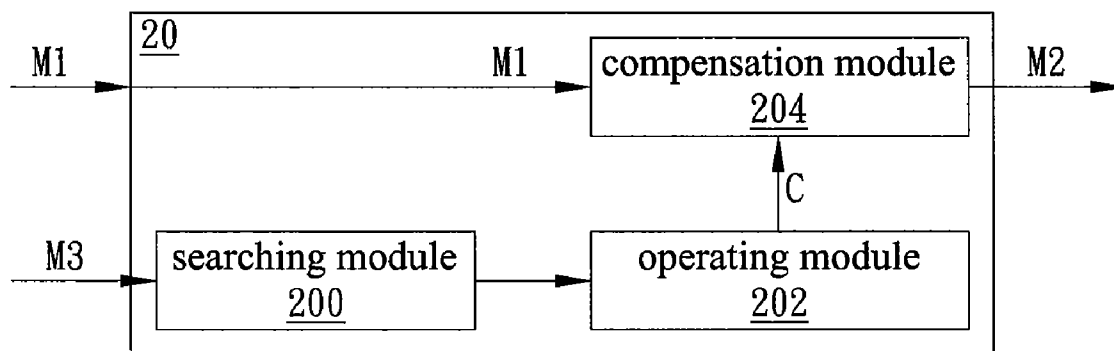 20
M1
M1
compensation module
204
M2
C
M3
searching module
200
operating module
202